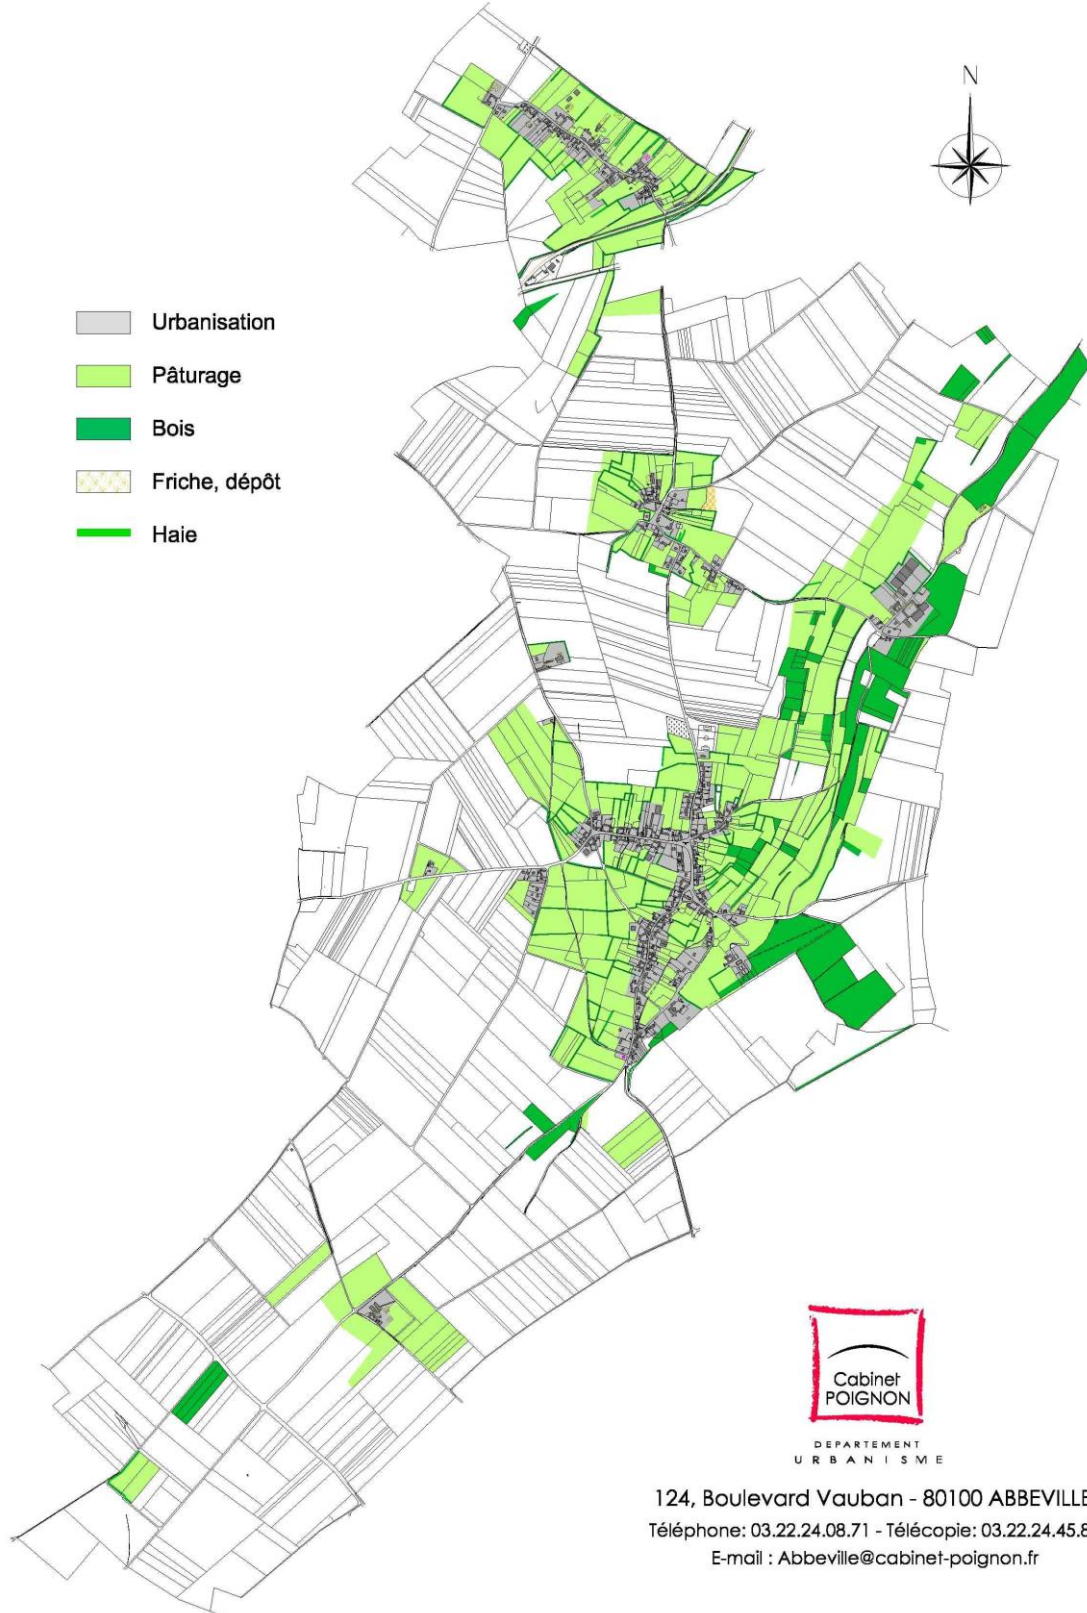 N
Urbanisation
Pâturage
Bois
Friche, dépôt
Haie
Cabinet
POIGNON
DEPARTEMENT
URBANISME
124, Boulevard Vauban - 80100 ABBEVILLE
Téléphone: 03.22.24.08.71 - Télécopie: 03.22.24.45.8
E-mail : Abbeville@cabinet-poignon.fr